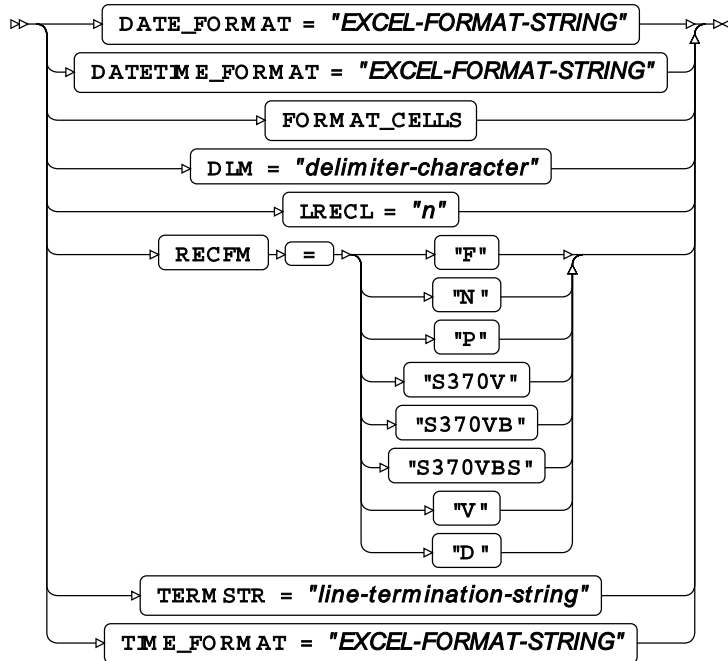 DATE_FORMAT = "EXCEL-FORMAT-STRING"
DATETIME_FORMAT = "EXCEL-FORMAT-STRING"
FORMAT_CELLS
DLM = "delimiter-character"
LRECL = "n"
RECFM = "F"
"N"
"P"
"S370V"
"S370VB"
"S370VBS"
"V"
"D"
TERMSTR = "line-termination-string"
TIME_FORMAT = "EXCEL-FORMAT-STRING"